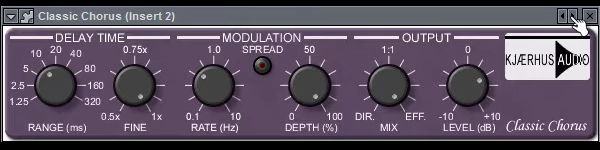 Classic Chorus (Insert 2)
DELAY TIME MODULATION OUTPUT
10 20 40 0.75x 1.0 SPREAD 50 1:1 0
5 80
2.5 160
1.25 320 0.5x 1x 0.1 10 0 100 DIR. EFF. -10 +10
RANGE (ms) FINE RATE (Hz) DEPTH (%) MIX LEVEL (dB)
KJÆRHUS AUDIO
Classic Chorus